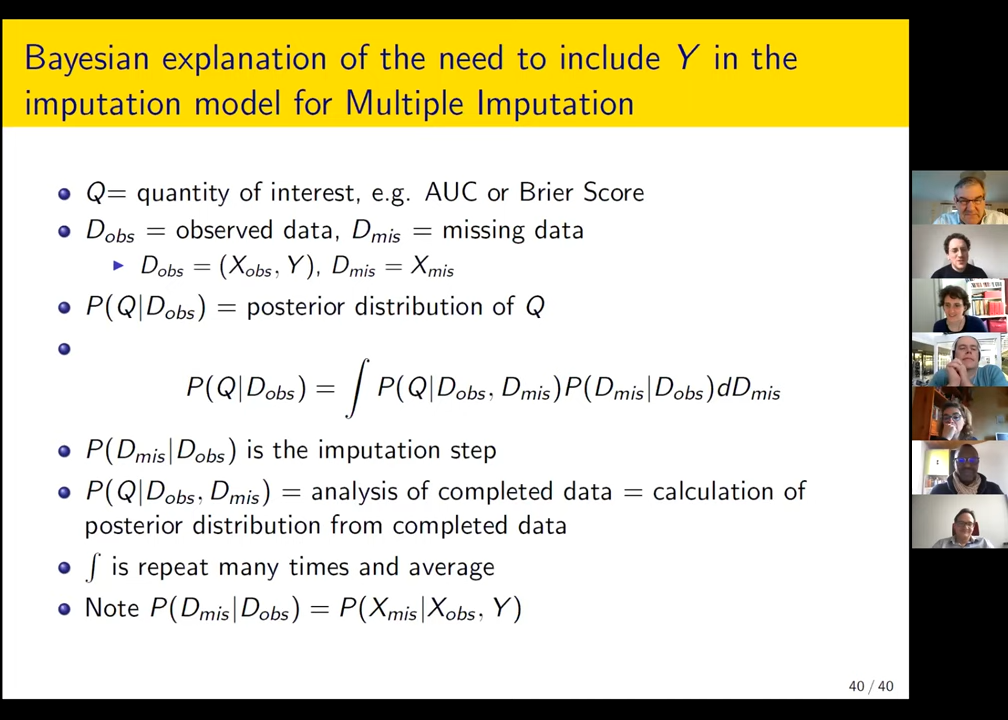 Bayesian explanation of the need to include Y in the
imputation model for Multiple Imputation
Q= quantity of interest, e.g. AUC or Brier Score
D_obs = observed data, D_mis = missing data
D_obs = (X_obs, Y), D_mis = X_mis
P(Q|D_obs) = posterior distribution of Q
P(Q|D_obs) = ∫ P(Q|D_obs, D_mis)P(D_mis|D_obs)dD_mis
P(D_mis|D_obs) is the imputation step
P(Q|D_obs, D_mis) = analysis of completed data = calculation of
posterior distribution from completed data
∫ is repeat many times and average
Note P(D_mis|D_obs) = P(X_mis|X_obs, Y)
40 / 40